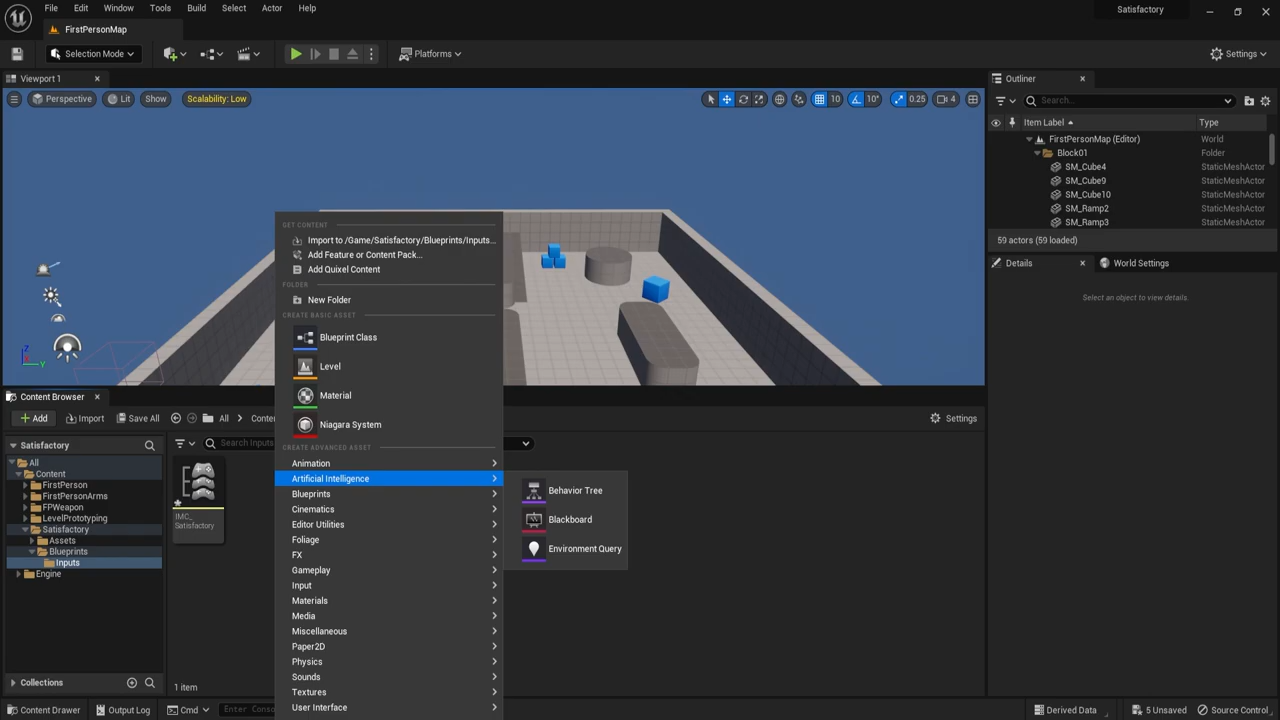 File Edit Window Tools Build Select Actor Help
Satisfactory
FirstPersonMap
Selection Mode
Platforms
Settings
Viewport 1
Perspective Lit Show Scalability: Low
10 10° 0.25 4
Outliner
Search...
Item Label Type
FirstPersonMap (Editor) World
Block01 Folder
SM_Cube4 StaticMeshActor
SM_Cube9 StaticMeshActor
SM_Cube10 StaticMeshActor
SM_Ramp2 StaticMeshActor
SM_Ramp3 StaticMeshActor
59 actors (59 loaded)
Details World Settings
Select an object to view details.
Z
Y
GET CONTENT
Import to /Game/Satisfactory/Blueprints/Inputs...
Add Feature or Content Pack...
Add Quixel Content
FOLDER
New Folder
CREATE BASIC ASSET
Blueprint Class
Level
Material
Niagara System
CREATE ADVANCED ASSET
Animation
Artificial Intelligence
Blueprints
Cinematics
Editor Utilities
Foliage
FX
Gameplay
Input
Materials
Media
Miscellaneous
Paper2D
Physics
Sounds
Textures
User Interface
Behavior Tree
Blackboard
Environment Query
Content Browser
Add Import Save All All Conte
Settings
Satisfactory
Search Inputs
All
Content
FirstPerson
FirstPersonArms
FPWeapon
LevelPrototyping
Satisfactory
Assets
Blueprints
Inputs
Engine
IMC_
Satisfactory
Collections
1 item
Content Drawer Output Log Cmd Enter Conso
Derived Data 5 Unsaved Source Control